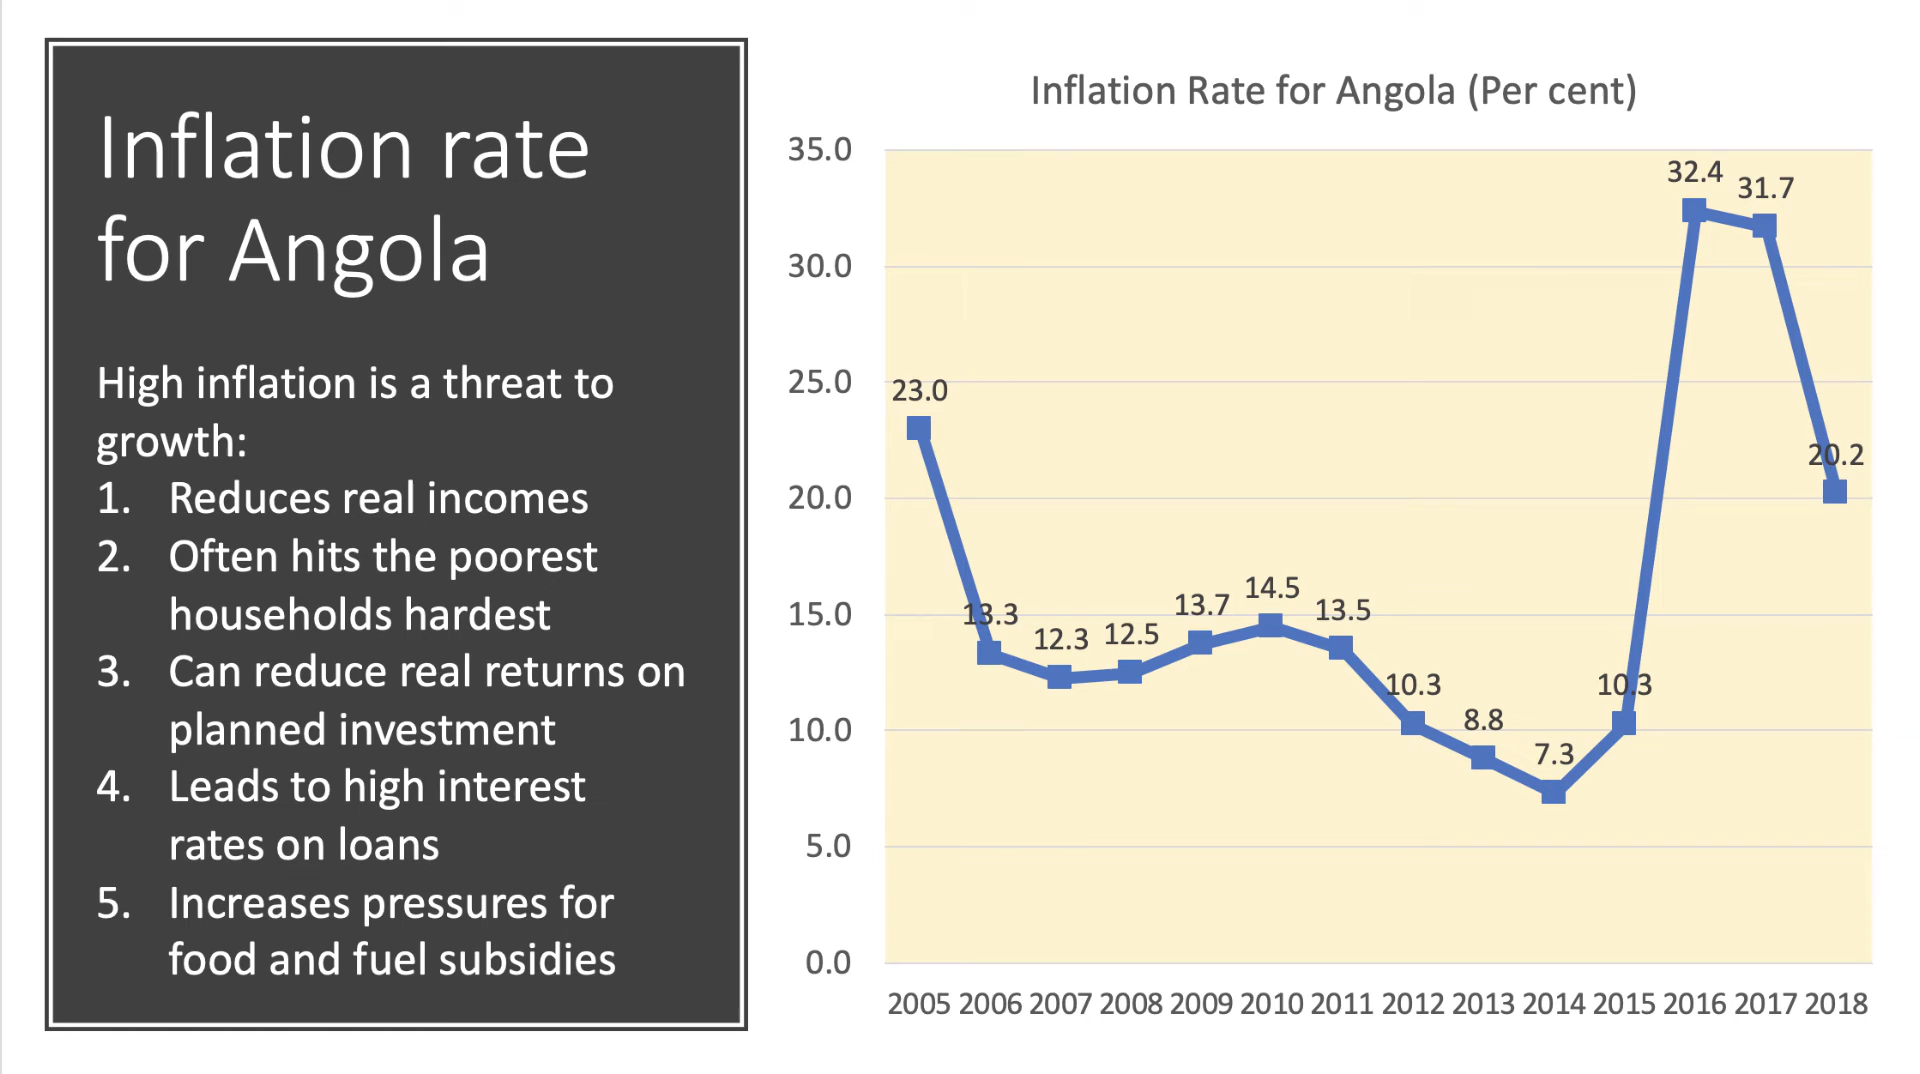 Inflation rate
for Angola
High inflation is a threat to
growth:
1. Reduces real incomes
2. Often hits the poorest
households hardest
3. Can reduce real returns on
planned investment
4. Leads to high interest
rates on loans
5. Increases pressures for
food and fuel subsidies
Inflation Rate for Angola (Per cent)
35.0
30.0
25.0
20.0
15.0
10.0
5.0
0.0
23.0
13.3
12.3
12.5
13.7
14.5
13.5
10.3
8.8
7.3
10.3
32.4
31.7
20.2
2005 2006 2007 2008 2009 2010 2011 2012 2013 2014 2015 2016 2017 2018